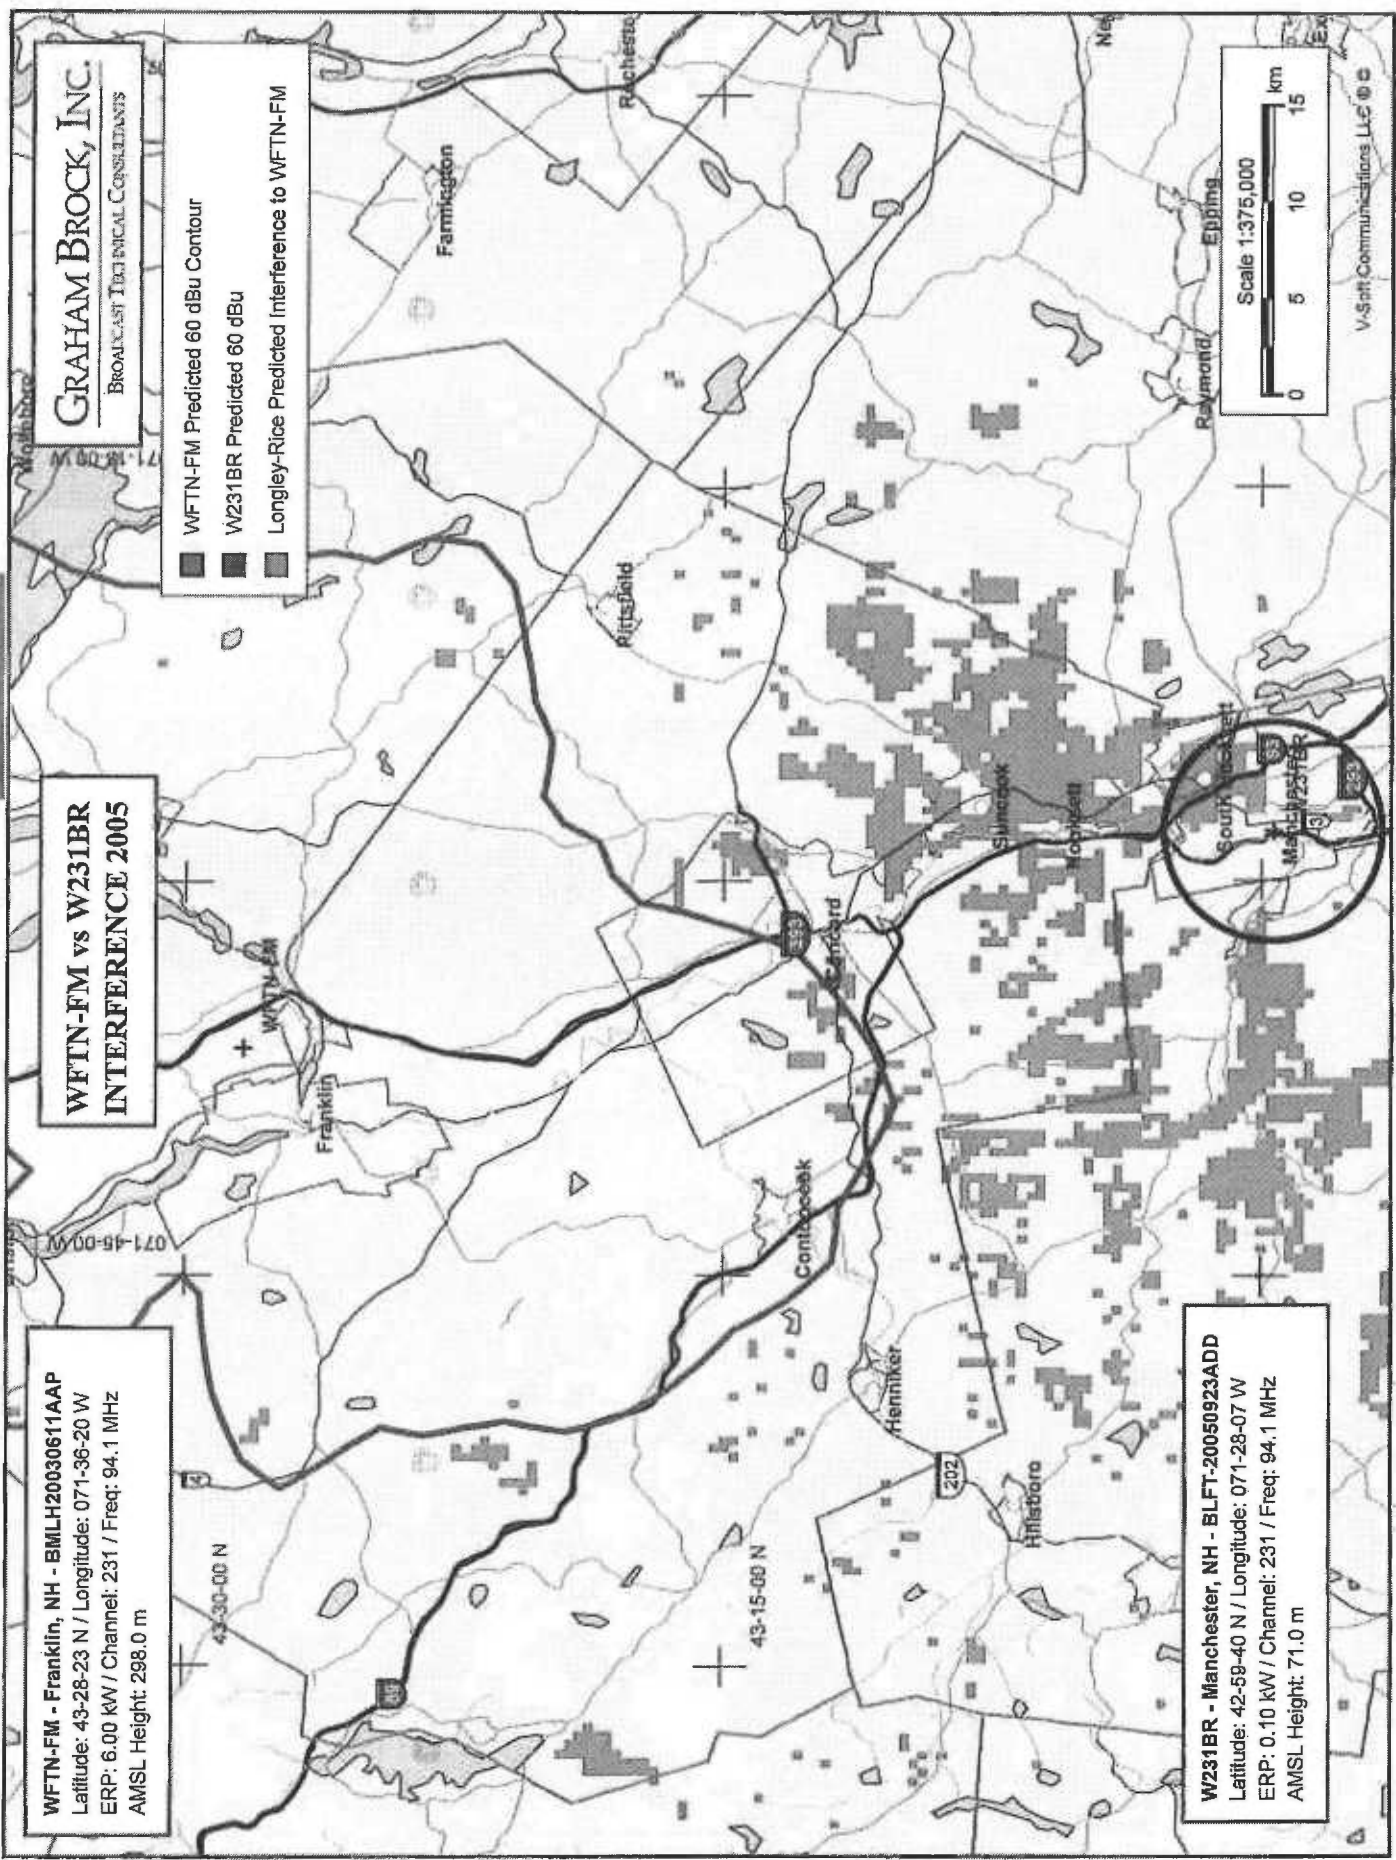 WFTN-FM - Franklin, NH - BMLH20030611AAP
Latitude: 43-28-23 N / Longitude: 071-36-20 W
ERP: 6.00 kW / Channel: 231 / Freq: 94.1 MHz
AMSL Height: 298.0 m
WFTN-FM vs W231BR
INTERFERENCE 2005
GRAHAM BROCK, INC.
BROADCAST TECHNICAL CONSULTANTS
WFTN-FM Predicted 60 dBu Contour
W231BR Predicted 60 dBu
Longley-Rice Predicted Interference to WFTN-FM
Wolfeboro
071-45-00 W
43-30-00 N
4
WFTN-FM
Franklin
Farmington
Pittsfield
43-15-00 N
Contoocook
Concord
Henniker
202
Hillsboro
Suncook
Hooksett
South Hooksett
Manchester
W231BR
Epping
Raymond
W231BR - Manchester, NH - BLFT-20050923ADD
Latitude: 42-59-40 N / Longitude: 071-28-07 W
ERP: 0.10 kW / Channel: 231 / Freq: 94.1 MHz
AMSL Height: 71.0 m
Scale 1:375,000
0 5 10 15 km
V-Soft Communications LLC ® ©